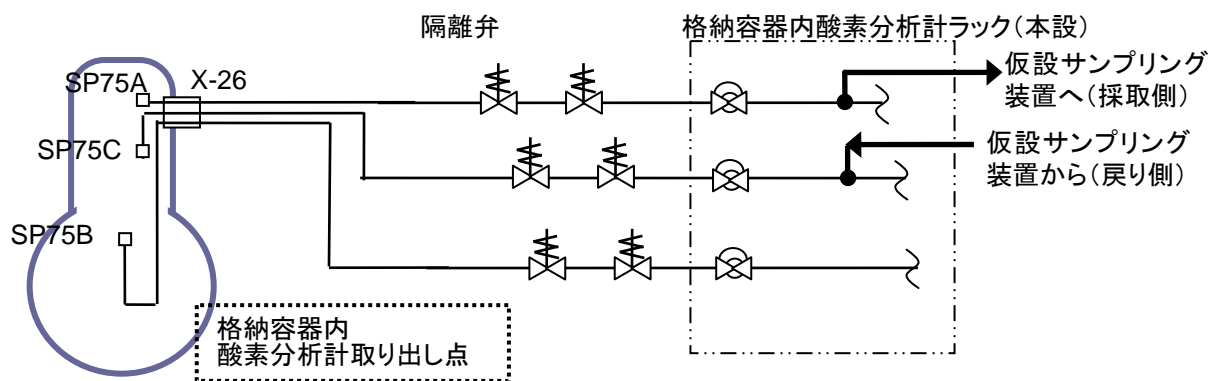 隔離弁
格納容器内酸素分析計ラック(本設)
SP75A
X-26
仮設サンプリング
装置へ(採取側)
SP75C
仮設サンプリング
装置から(戻り側)
SP75B
格納容器内
酸素分析計取り出し点